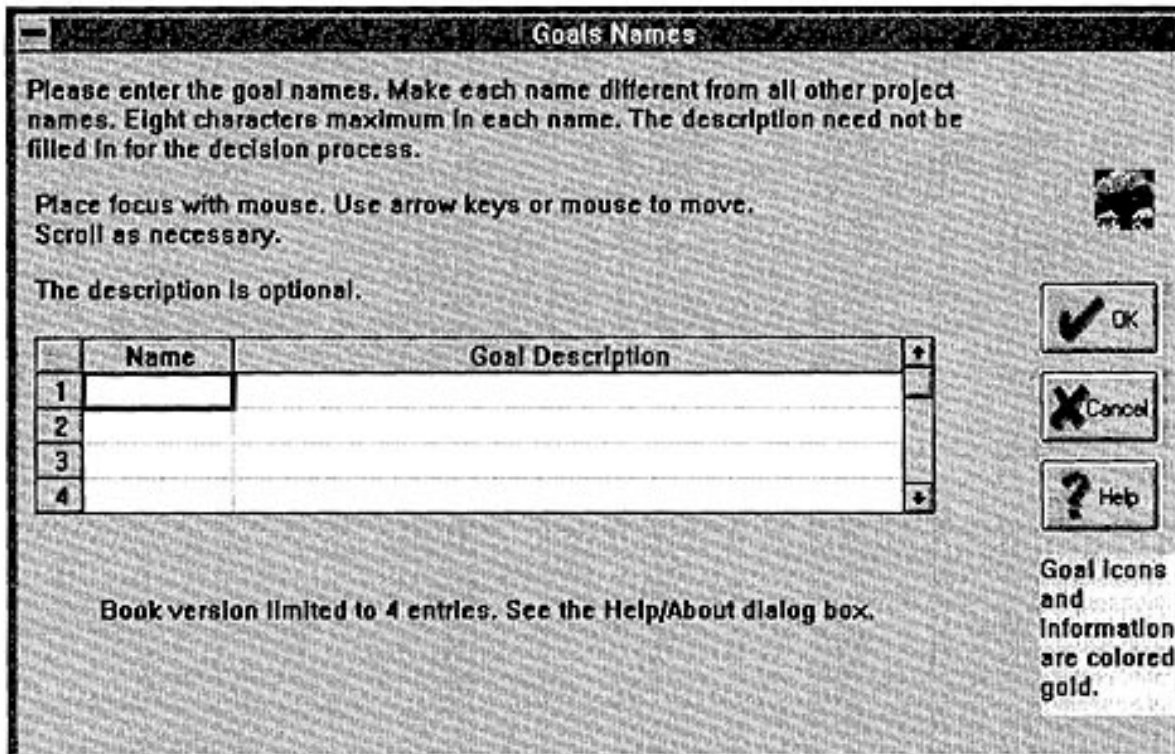 Goals Names
Please enter the goal names. Make each name different from all other project
names. Eight characters maximum in each name. The description need not be
filled in for the decision process.
Place focus with mouse. Use arrow keys or mouse to move.
Scroll as necessary.
The description is optional.
Name Goal Description
1
2
3
4
OK
Cancel
Help
Goal icons
and
information
are colored
gold.
Book version limited to 4 entries. See the Help/About dialog box.